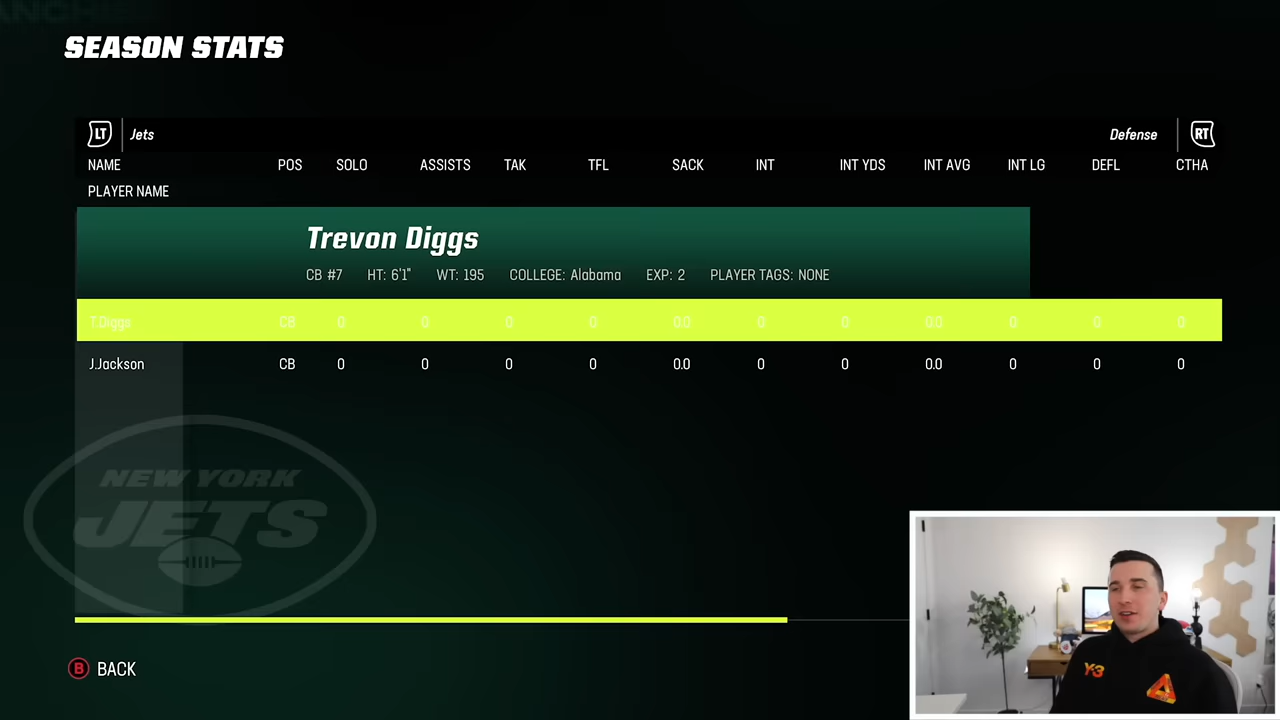 SEASON STATS
LT Jets Defense RT
NAME POS SOLO ASSISTS TAK TFL SACK INT INT YDS INT AVG INT LG DEFL CTHA
PLAYER NAME
Trevon Diggs
CB #7 HT: 6'1" WT: 195 COLLEGE: Alabama EXP: 2 PLAYER TAGS: NONE
T.Diggs CB 0 0 0 0 0.0 0 0 0.0 0 0 0
J.Jackson CB 0 0 0 0 0.0 0 0 0.0 0 0 0
NEW YORK
JETS
Y-3
B BACK